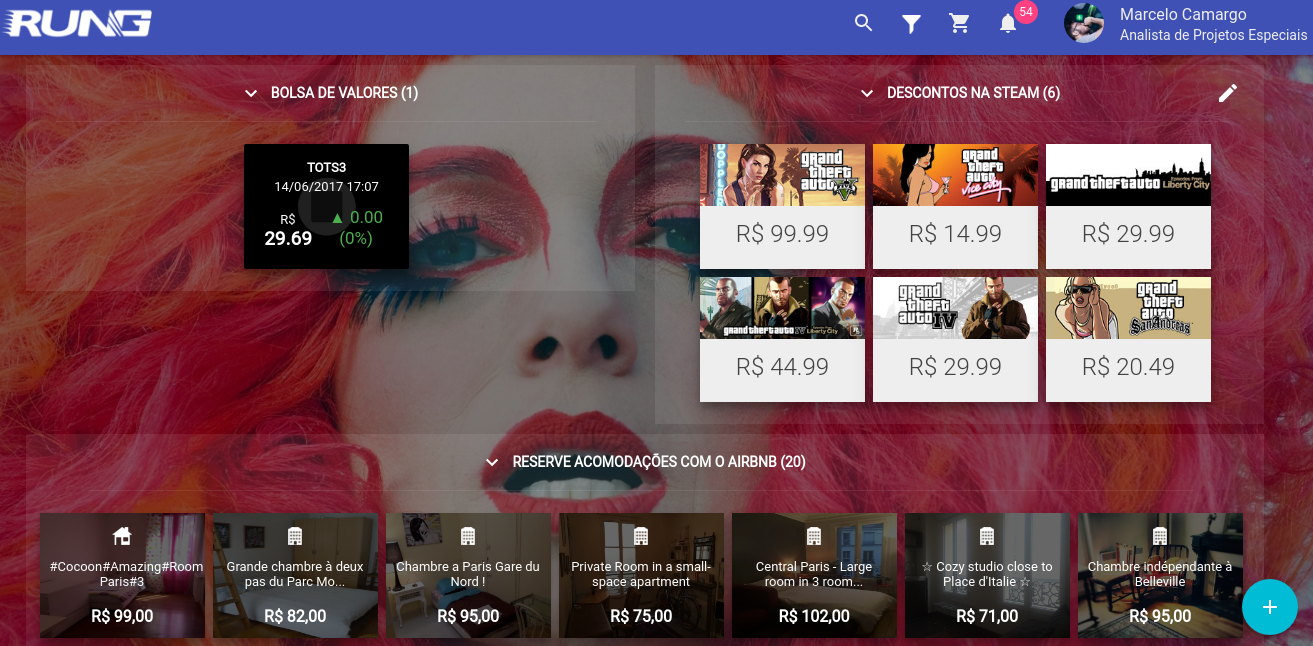 RUNG
54
Marcelo Camargo
Analista de Projetos Especiais
BOLSA DE VALORES (1)
TOTS3
14/06/2017 17:07
R$
▲ 0.00
29.69
(0%)
DESCONTOS NA STEAM (6)
grand theft auto V
grand theft auto vice city
grand theft auto Episodes From Liberty City
R$ 99.99
R$ 14.99
R$ 29.99
grand theft auto IV Episodes From Liberty City
grand theft auto IV
grand theft auto San Andreas
R$ 44.99
R$ 29.99
R$ 20.49
RESERVE ACOMODAÇÕES COM O AIRBNB (20)
#Cocoon#Amazing#Room
Paris#3
R$ 99,00
Grande chambre à deux
pas du Parc Mo...
R$ 82,00
Chambre a Paris Gare du
Nord !
R$ 95,00
Private Room in a small-
space apartment
R$ 75,00
Central Paris - Large
room in 3 room...
R$ 102,00
☆ Cozy studio close to
Place d'Italie ☆
R$ 71,00
Chambre indépendante à
Belleville
R$ 95,00